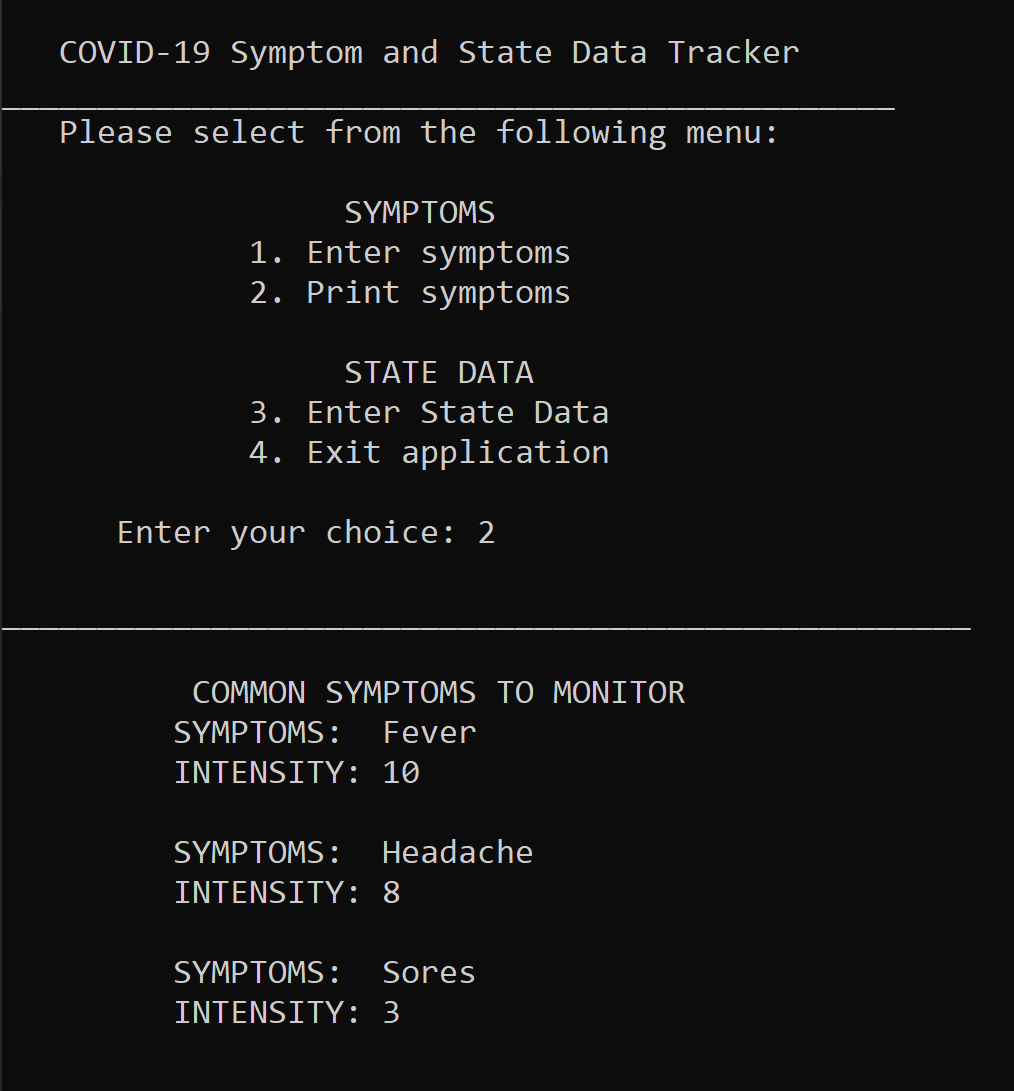 COVID-19 Symptom and State Data Tracker
Please select from the following menu:
SYMPTOMS
1. Enter symptoms
2. Print symptoms
STATE DATA
3. Enter State Data
4. Exit application
Enter your choice: 2
COMMON SYMPTOMS TO MONITOR
SYMPTOMS: Fever
INTENSITY: 10
SYMPTOMS: Headache
INTENSITY: 8
SYMPTOMS: Sores
INTENSITY: 3